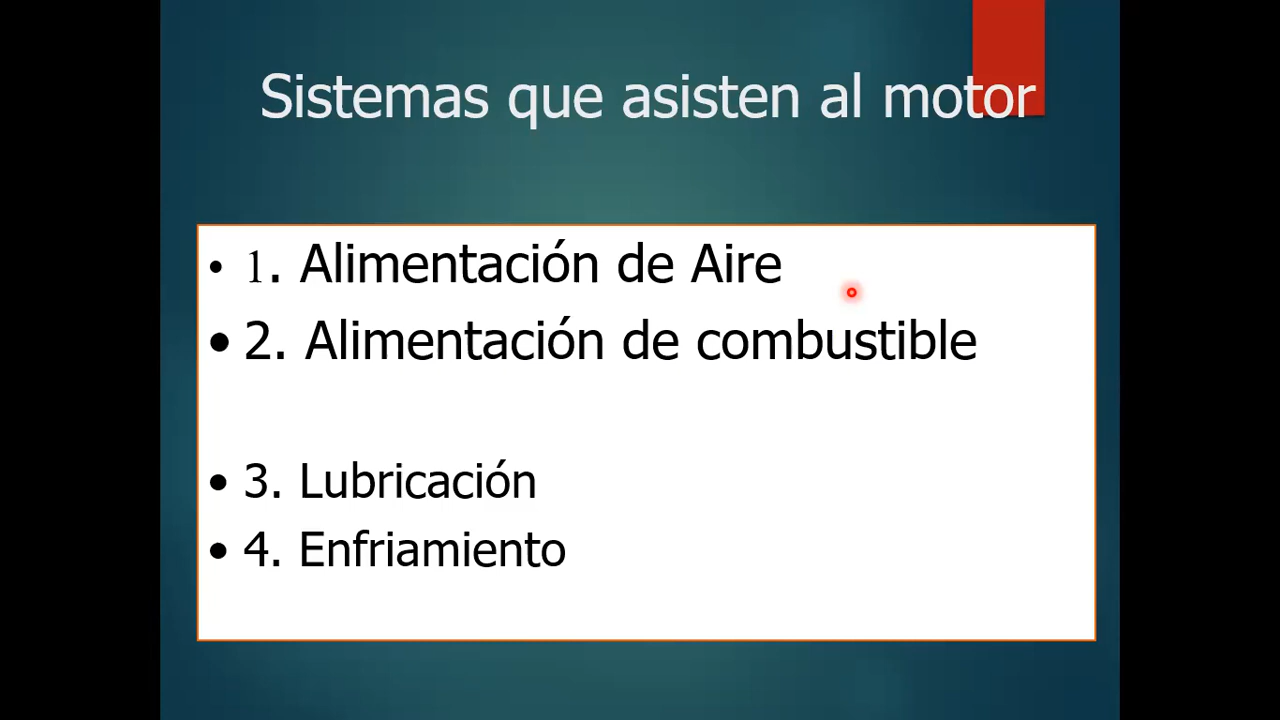 Sistemas que asisten al motor
• 1. Alimentación de Aire
• 2. Alimentación de combustible
• 3. Lubricación
• 4. Enfriamiento